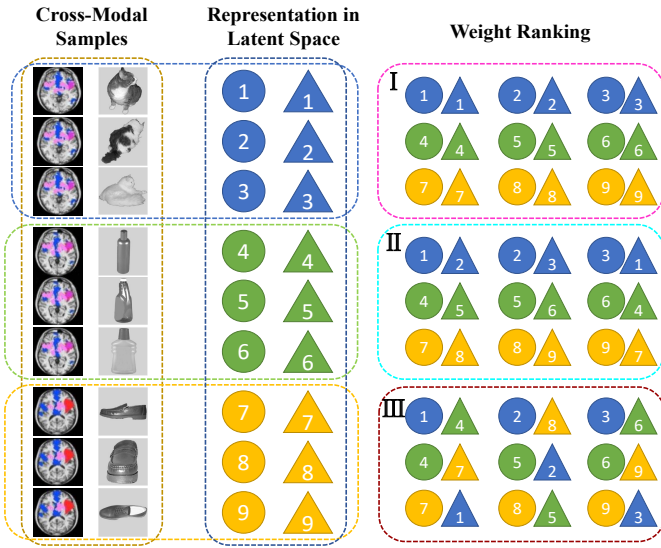 Cross-Modal
Samples
Representation in
Latent Space
Weight Ranking
1 1
2 2
3 3
4 4
5 5
6 6
7 7
8 8
9 9
I
1 1 2 2 3 3
4 4 5 5 6 6
7 7 8 8 9 9
II
1 2 2 3 3 1
4 5 5 6 6 4
7 8 8 9 9 7
III
1 4 2 8 3 6
4 7 5 2 6 9
7 1 8 5 9 3